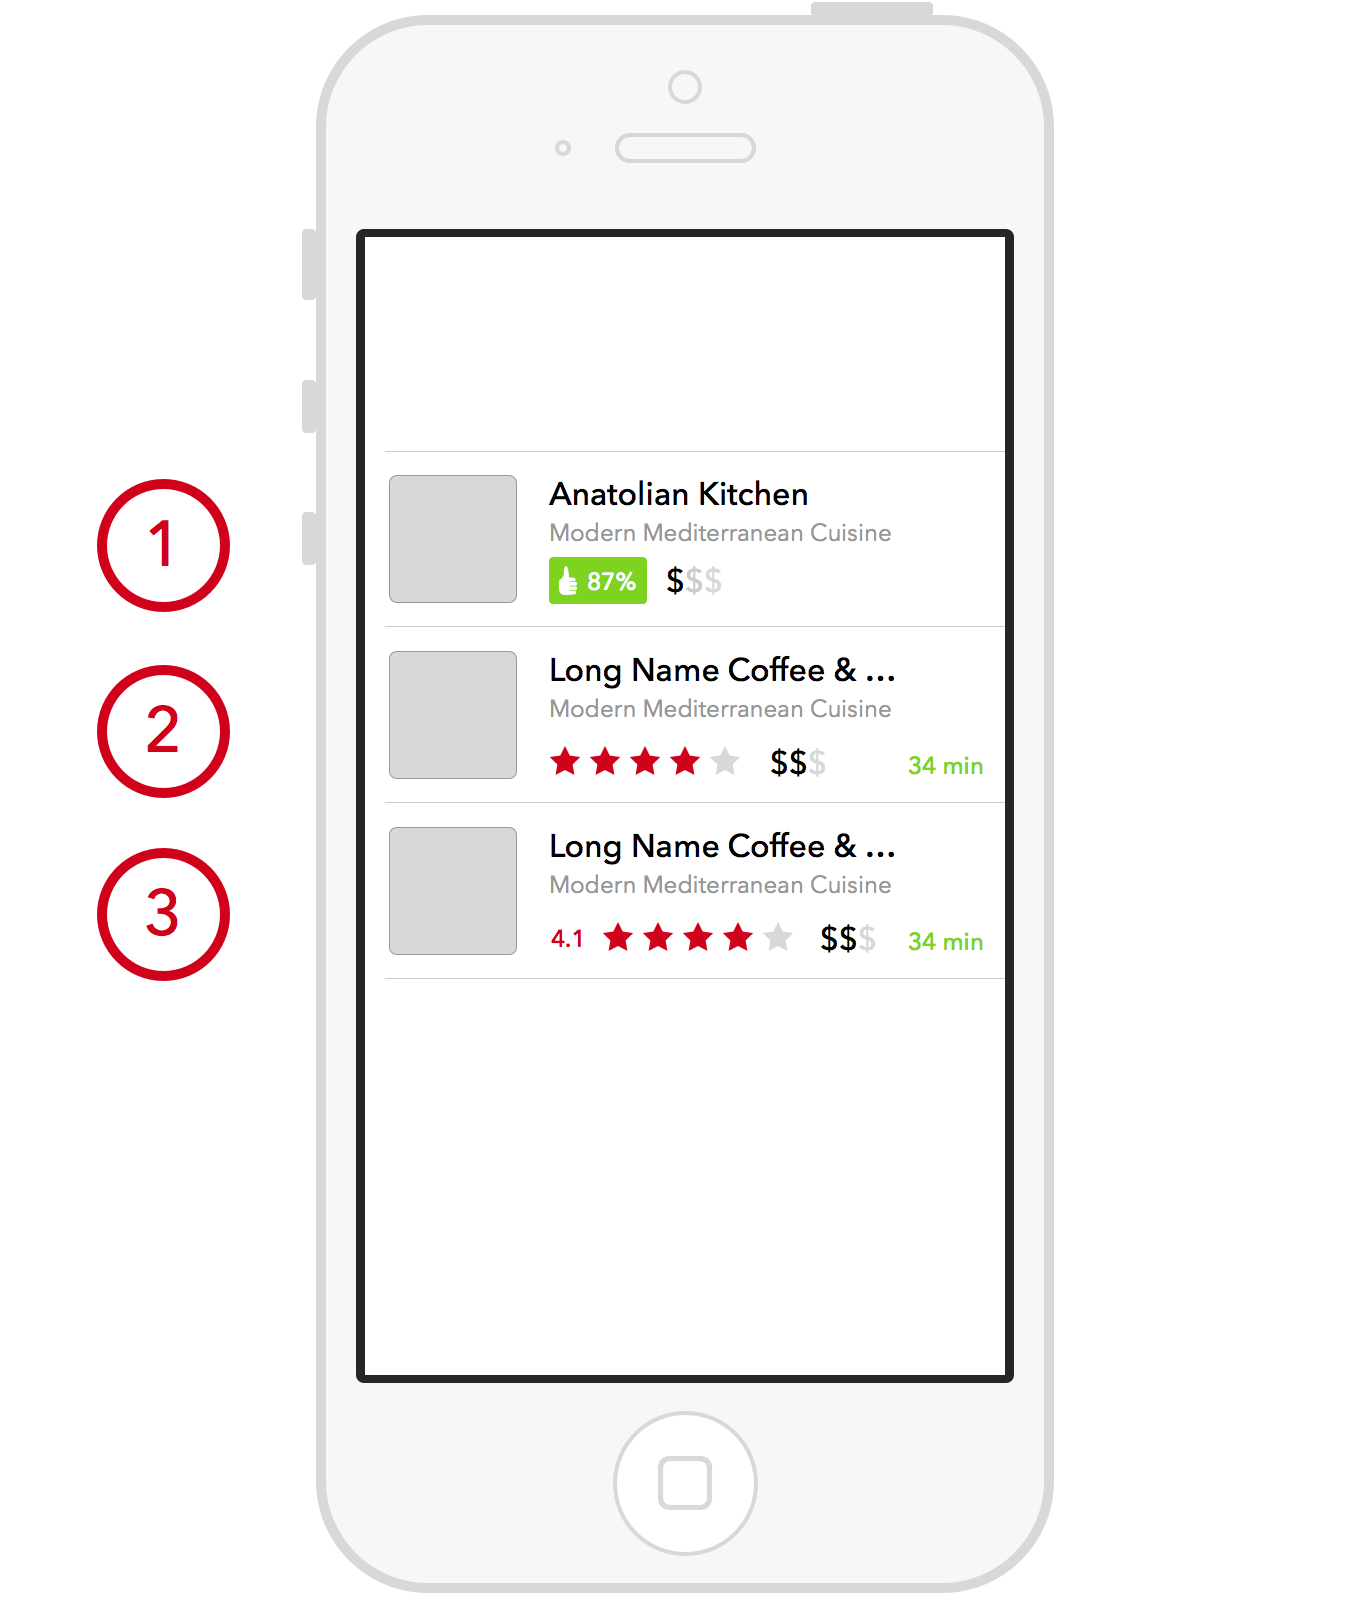 1
Anatolian Kitchen
Modern Mediterranean Cuisine
87% $$$
2
Long Name Coffee & ...
Modern Mediterranean Cuisine
$$$ 34 min
3
Long Name Coffee & ...
Modern Mediterranean Cuisine
4.1 $$$ 34 min